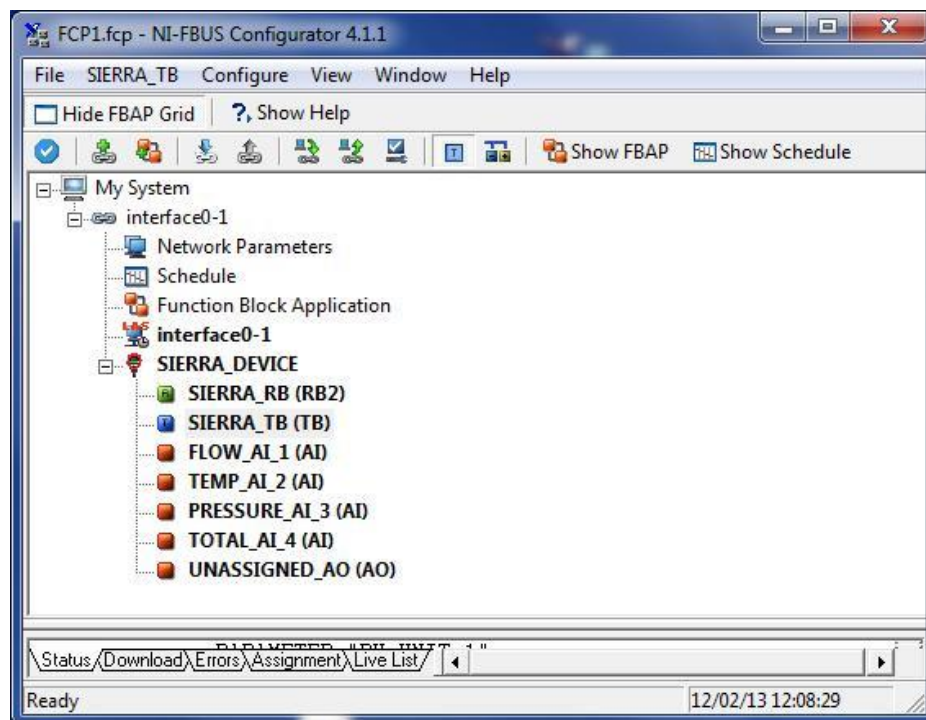 FCP1.fcp - NI-FBUS Configurator 4.1.1
File SIERRA_TB Configure View Window Help
Hide FBAP Grid ?, Show Help
T Show FBAP Show Schedule
My System
interface0-1
Network Parameters
Schedule
Function Block Application
interface0-1
SIERRA_DEVICE
SIERRA_RB (RB2)
T SIERRA_TB (TB)
FLOW_AI_1 (AI)
TEMP_AI_2 (AI)
PRESSURE_AI_3 (AI)
TOTAL_AI_4 (AI)
UNASSIGNED_AO (AO)
Status Download Errors Assignment Live List
Ready 12/02/13 12:08:29